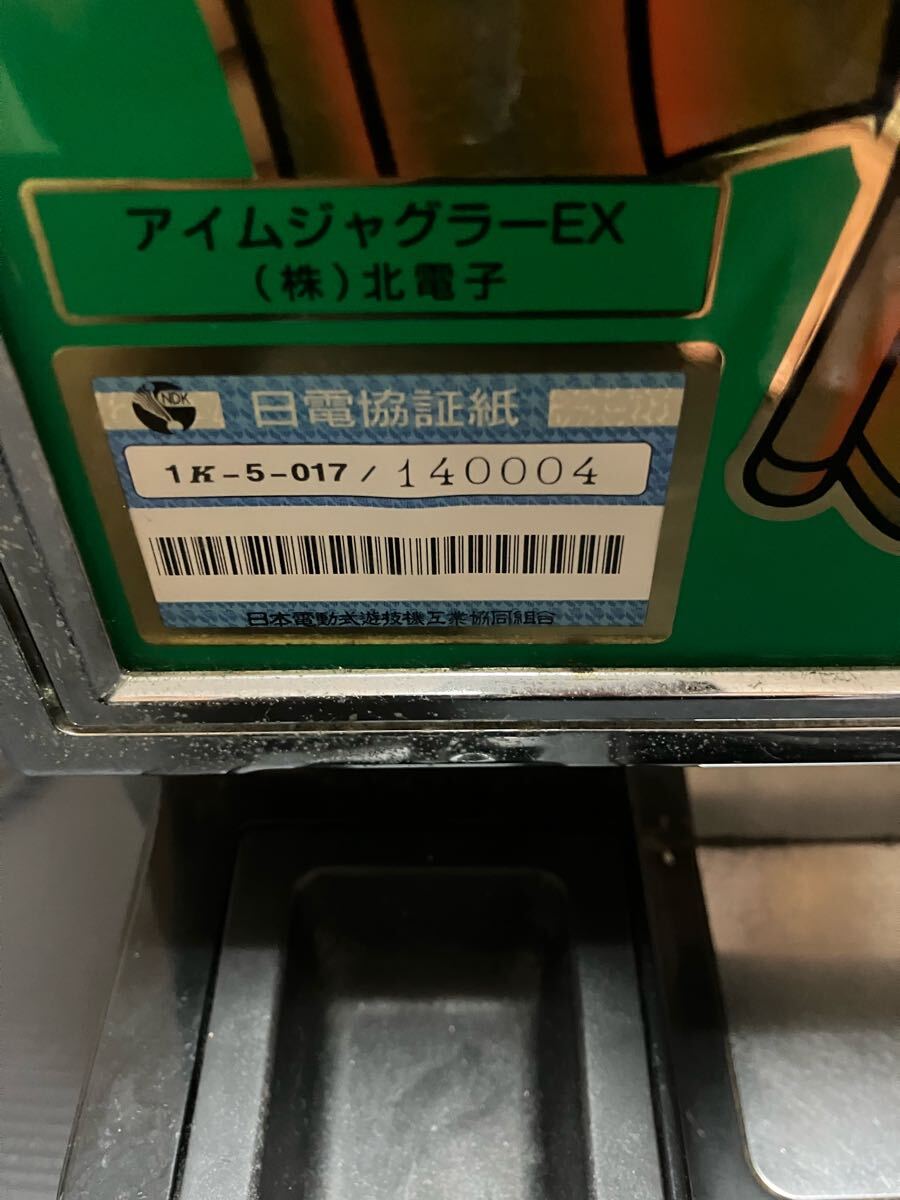 アイムジャグラーEX
(株)北電子
NDK
日電協証紙
1K-5-017 / 140004
日本電動式遊技機工業協同組合